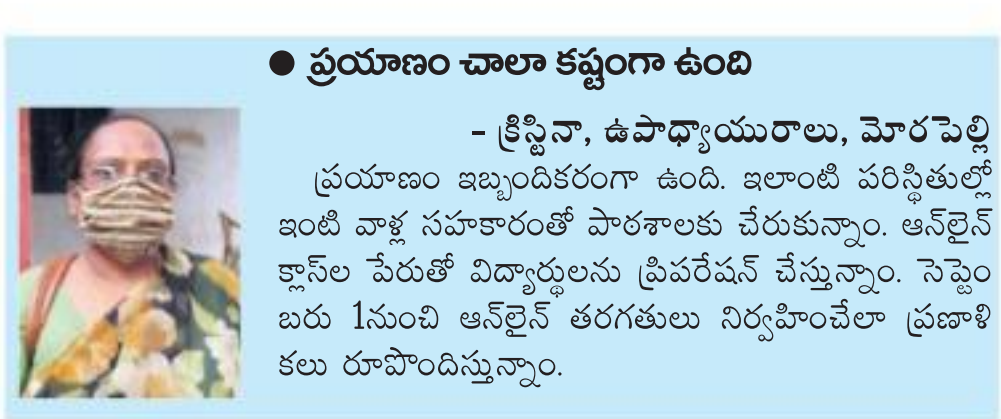 ● ప్రయాణం చాలా కష్టంగా ఉంది
- క్రిస్టినా, ఉపాధ్యాయురాలు, మోరపెల్లి
ప్రయాణం ఇబ్బందికరంగా ఉంది. ఇలాంటి పరిస్థితుల్లో
ఇంటి వాళ్ల సహకారంతో పాఠశాలకు చేరుకున్నాం. ఆన్‌లైన్
క్లాస్‌ల పేరుతో విద్యార్థులను ప్రిపరేషన్ చేస్తున్నాం. సెప్టెం
బరు 1నుంచి ఆన్‌లైన్ తరగతులు నిర్వహించేలా ప్రణాళి
కలు రూపొందిస్తున్నాం.